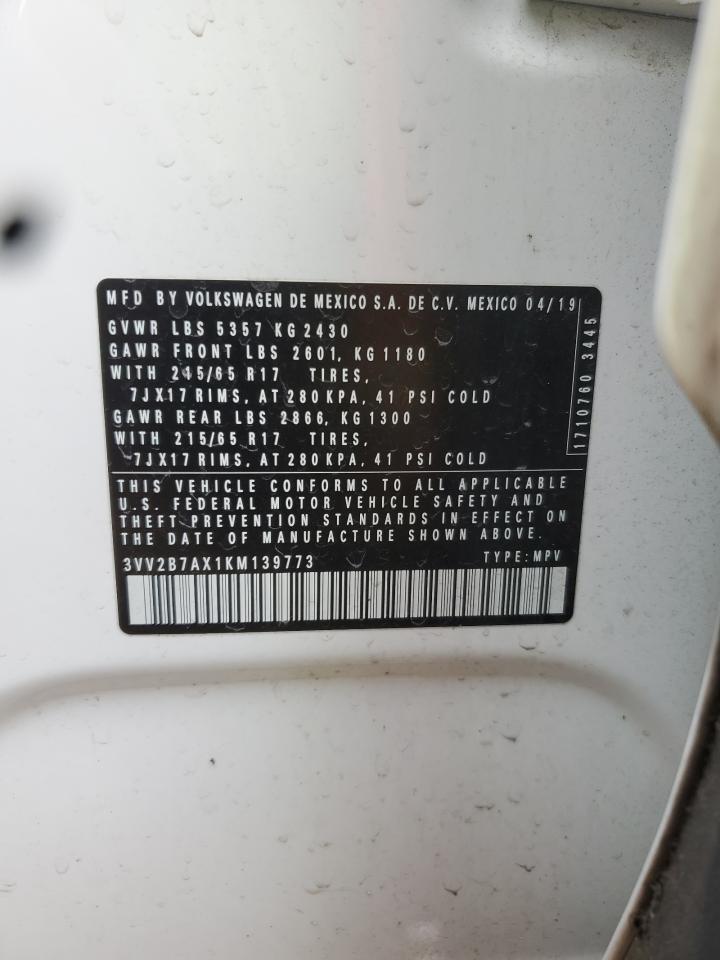 MFD BY VOLKSWAGEN DE MEXICO S.A. DE C.V. MEXICO 04/19
GVWR LBS 5357 KG 2430
GAWR FRONT LBS 2601, KG 1180
WITH 215/65 R17 TIRES,
7JX17 RIMS, AT 280 KPA, 41 PSI COLD
GAWR REAR LBS 2866, KG 1300
WITH 215/65 R17 TIRES,
7JX17 RIMS, AT 280 KPA, 41 PSI COLD
1710760 3445
THIS VEHICLE CONFORMS TO ALL APPLICABLE
U.S. FEDERAL MOTOR VEHICLE SAFETY AND
THEFT PREVENTION STANDARDS IN EFFECT ON
THE DATE OF MANUFACTURE SHOWN ABOVE.
3VV2B7AX1KM139773 TYPE: MPV